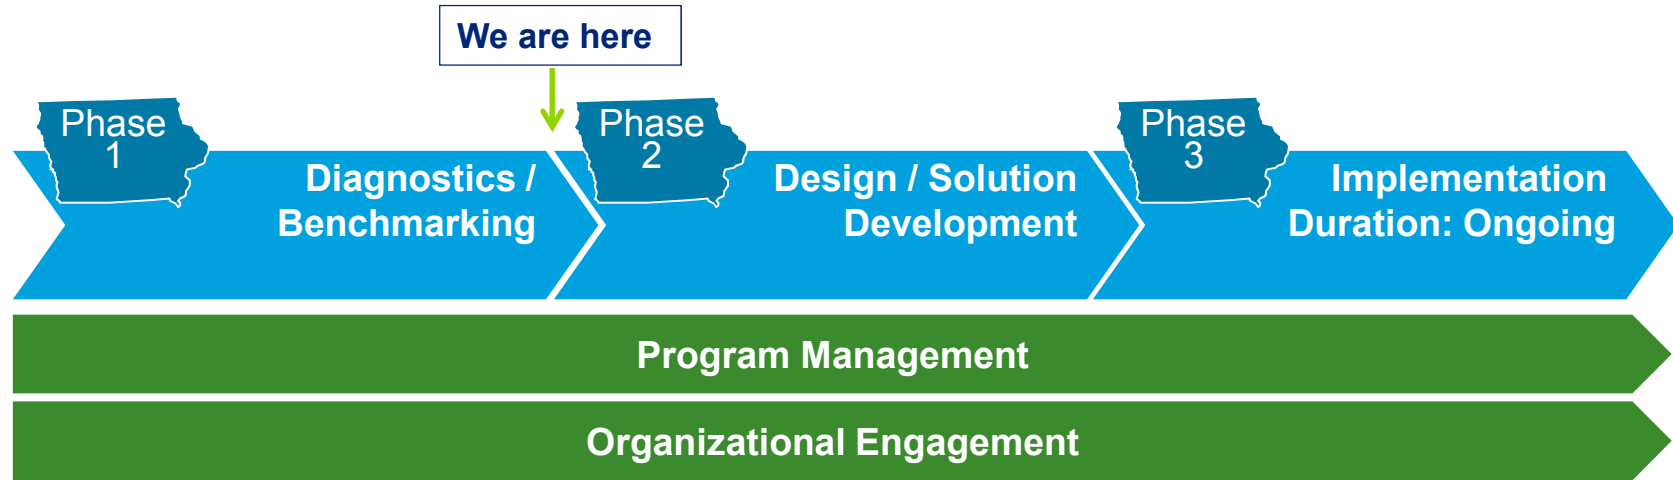 We are here
Phase
1
Diagnostics /
Benchmarking
Phase
2
Design / Solution
Development
Phase
3
Implementation
Duration: Ongoing
Program Management
Organizational Engagement